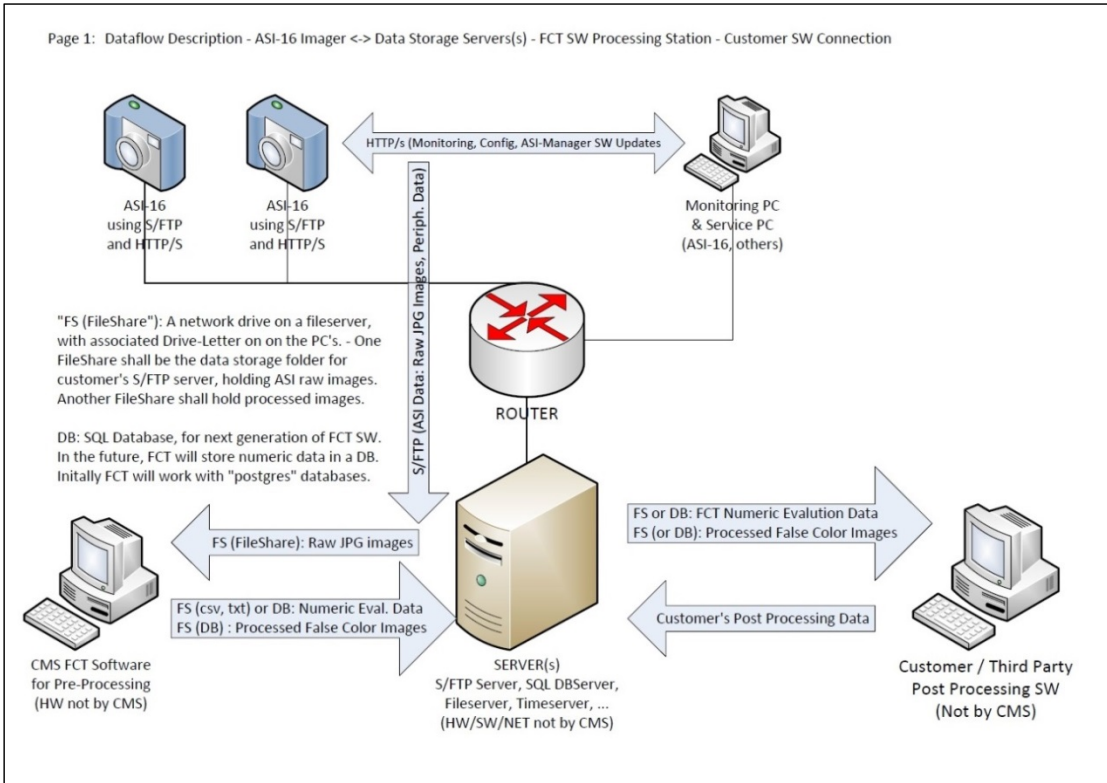 Page 1: Dataflow Description - ASI-16 Imager <-> Data Storage Servers(s) - FCT SW Processing Station - Customer SW Connection
HTTP/s (Monitoring, Config, ASI-Manager SW Updates
ASI-16
using S/FTP
and HTTP/S
ASI-16
using S/FTP
and HTTP/S
Monitoring PC
& Service PC
(ASI-16, others)
S/FTP (ASI Data: Raw JPG Images, Periph. Data)
"FS (FileShare"): A network drive on a fileserver,
with associated Drive-Letter on on the PC's. - One
FileShare shall be the data storage folder for
customer's S/FTP server, holding ASI raw images.
Another FileShare shall hold processed images.
ROUTER
DB: SQL Database, for next generation of FCT SW.
In the future, FCT will store numeric data in a DB.
Initally FCT will work with "postgres" databases.
FS (FileShare): Raw JPG images
FS (csv, txt) or DB: Numeric Eval. Data
FS (DB) : Processed False Color Images
FS or DB: FCT Numeric Evalution Data
FS (or DB): Processed False Color Images
Customer's Post Processing Data
CMS FCT Software
for Pre-Processing
(HW not by CMS)
SERVER(s)
S/FTP Server, SQL DBServer,
Fileserver, Timeserver, ...
(HW/SW/NET not by CMS)
Customer / Third Party
Post Processing SW
(Not by CMS)